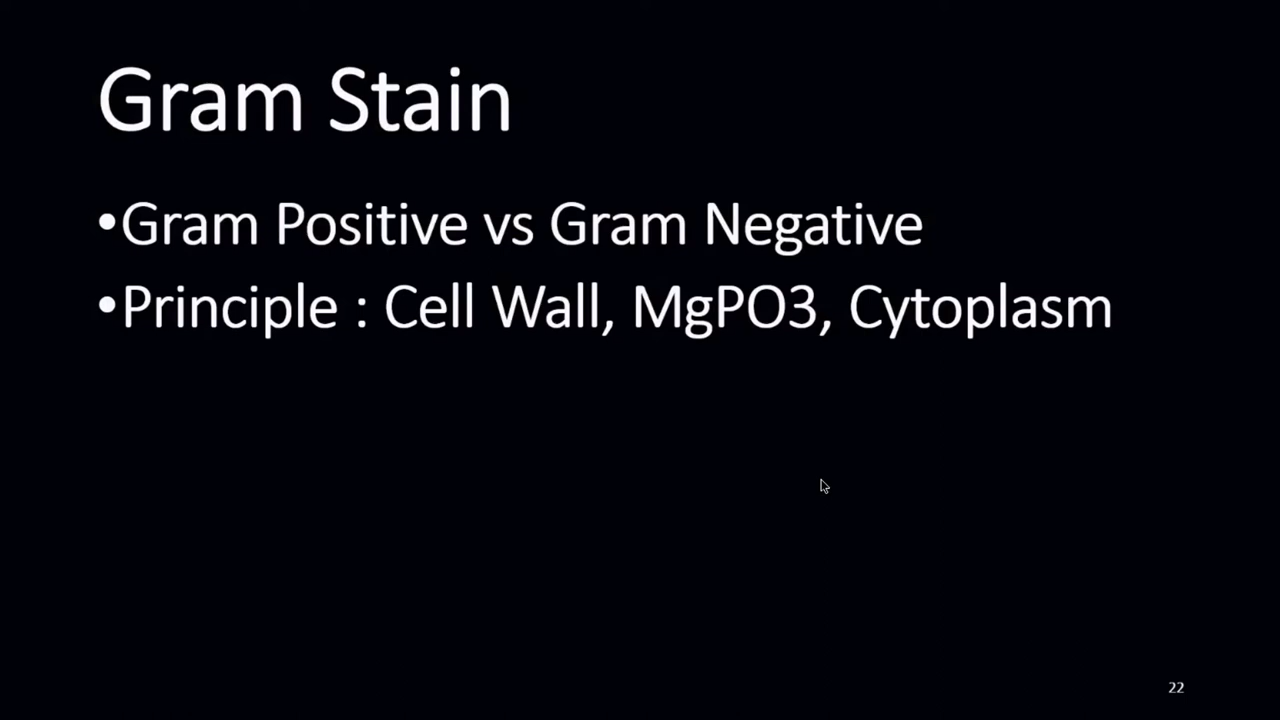 Gram Stain
•Gram Positive vs Gram Negative
•Principle : Cell Wall, MgPO3, Cytoplasm
22